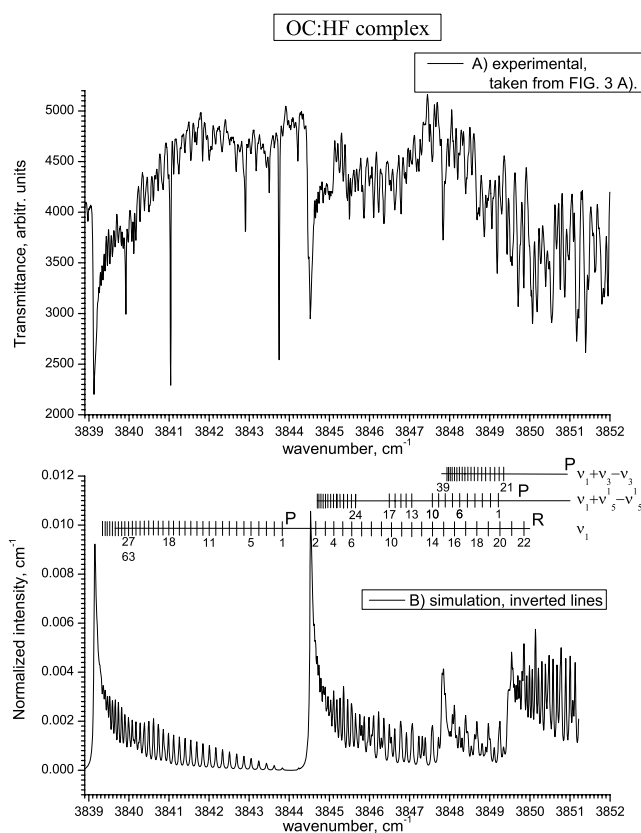 OC:HF complex
A) experimental,
taken from FIG. 3 A).
Transmittance, arbitr. units
5000
4500
4000
3500
3000
2500
2000
3839 3840 3841 3842 3843 3844 3845 3846 3847 3848 3849 3850 3851 3852
wavenumber, cm⁻¹
Normalized intensity, cm⁻¹
0.012
0.010
0.008
0.006
0.004
0.002
0.000
P ν₁+ν₃−ν₃
39 21
P ν₁+ν₅¹−ν₅¹
24 17 13 10 6 1
P R ν₁
27 18 11 5 1 2 4 6 10 14 16 18 20 22
63
B) simulation, inverted lines
3839 3840 3841 3842 3843 3844 3845 3846 3847 3848 3849 3850 3851 3852
wavenumber, cm⁻¹